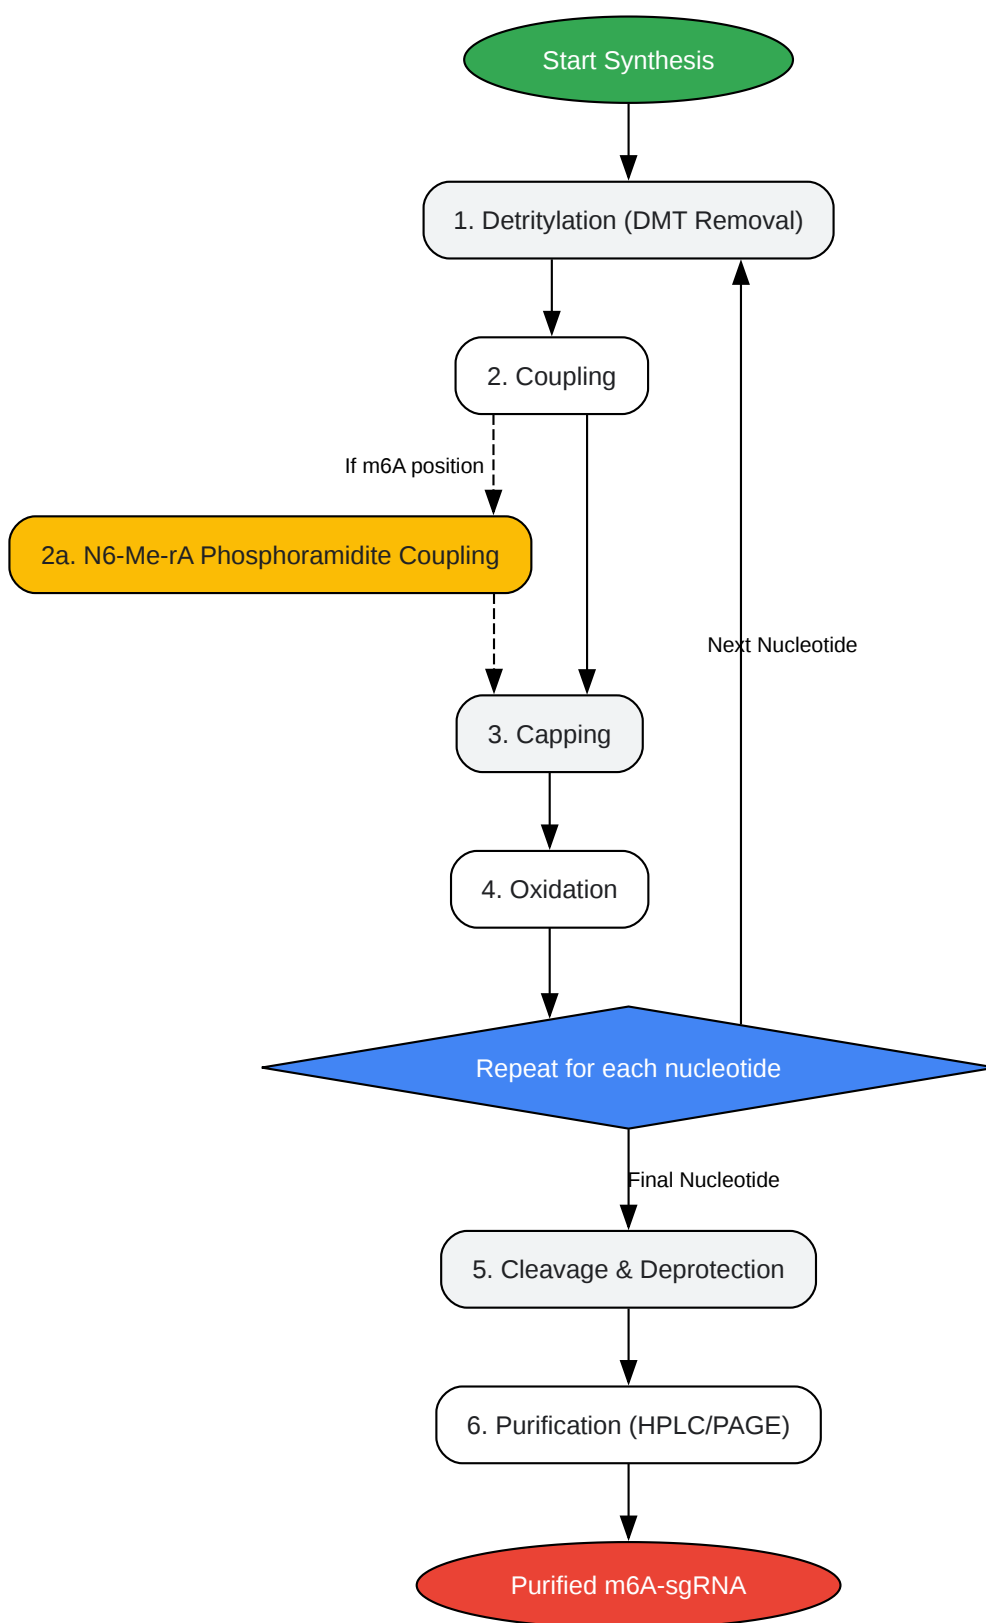 Start Synthesis
1. Detritylation (DMT Removal)
2. Coupling
If m6A position
2a. N6-Me-rA Phosphoramidite Coupling
Next Nucleotide
3. Capping
4. Oxidation
Repeat for each nucleotide
Final Nucleotide
5. Cleavage & Deprotection
6. Purification (HPLC/PAGE)
Purified m6A-sgRNA